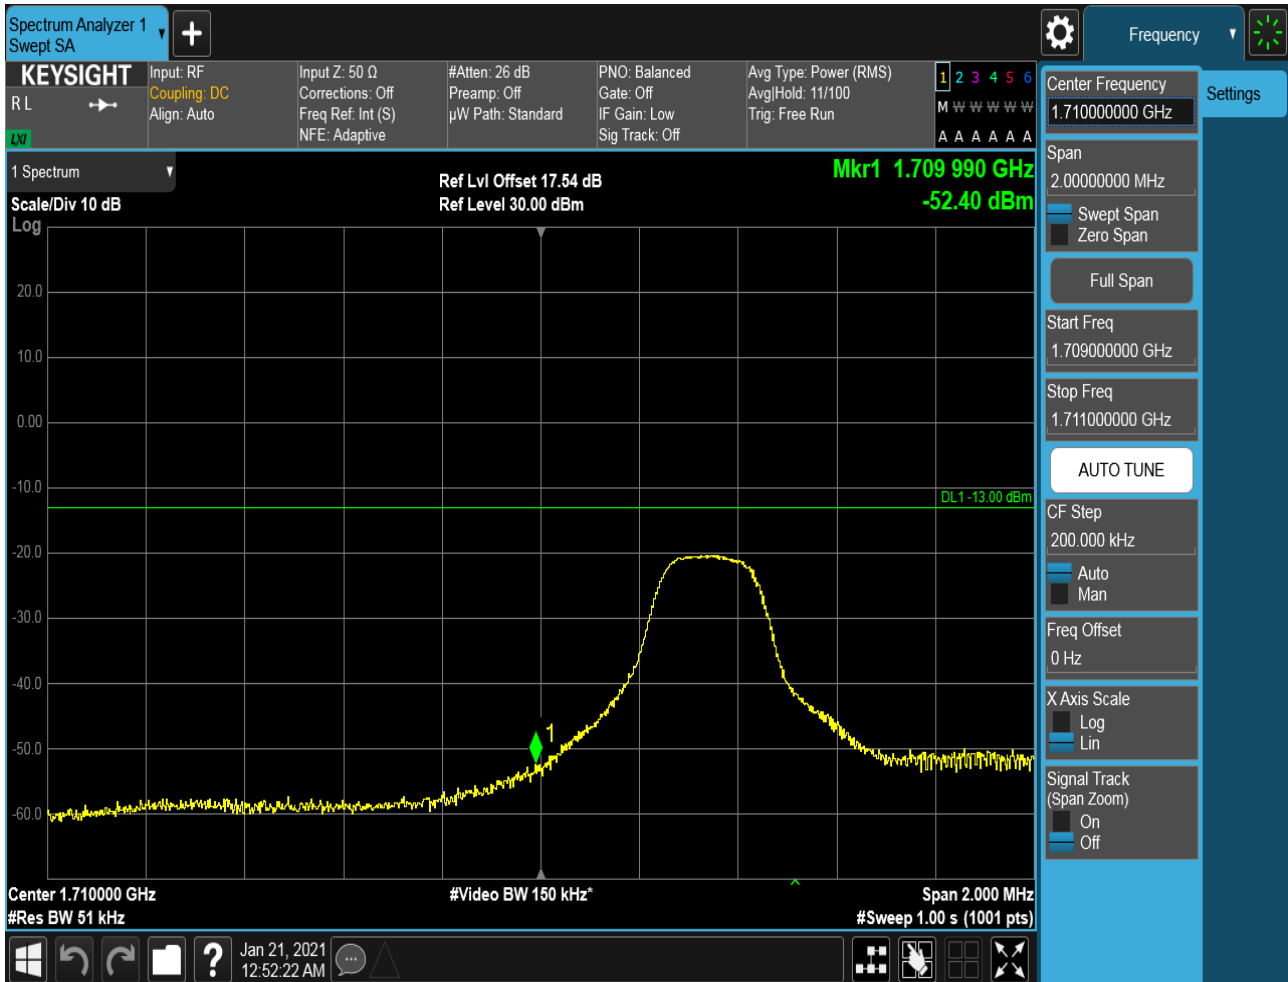 Spectrum Analyzer 1
Swept SA
Frequency
KEYSIGHT
R L
LXI
Input: RF
Coupling: DC
Align: Auto
Input Z: 50 Ω
Corrections: Off
Freq Ref: Int (S)
NFE: Adaptive
#Atten: 26 dB
Preamp: Off
µW Path: Standard
PNO: Balanced
Gate: Off
IF Gain: Low
Sig Track: Off
Avg Type: Power (RMS)
Avg|Hold: 11/100
Trig: Free Run
1 2 3 4 5 6
M W W W W W
A A A A A A
1 Spectrum
Scale/Div 10 dB
Log
Ref Lvl Offset 17.54 dB
Ref Level 30.00 dBm
Mkr1 1.709 990 GHz
-52.40 dBm
20.0
10.0
0.00
-10.0
DL1 -13.00 dBm
-20.0
-30.0
-40.0
1
-50.0
-60.0
Center 1.710000 GHz
#Video BW 150 kHz*
Span 2.000 MHz
#Res BW 51 kHz
#Sweep 1.00 s (1001 pts)
?
Jan 21, 2021
12:52:22 AM
Center Frequency
1.710000000 GHz
Settings
Span
2.00000000 MHz
Swept Span
Zero Span
Full Span
Start Freq
1.709000000 GHz
Stop Freq
1.711000000 GHz
AUTO TUNE
CF Step
200.000 kHz
Auto
Man
Freq Offset
0 Hz
X Axis Scale
Log
Lin
Signal Track
(Span Zoom)
On
Off